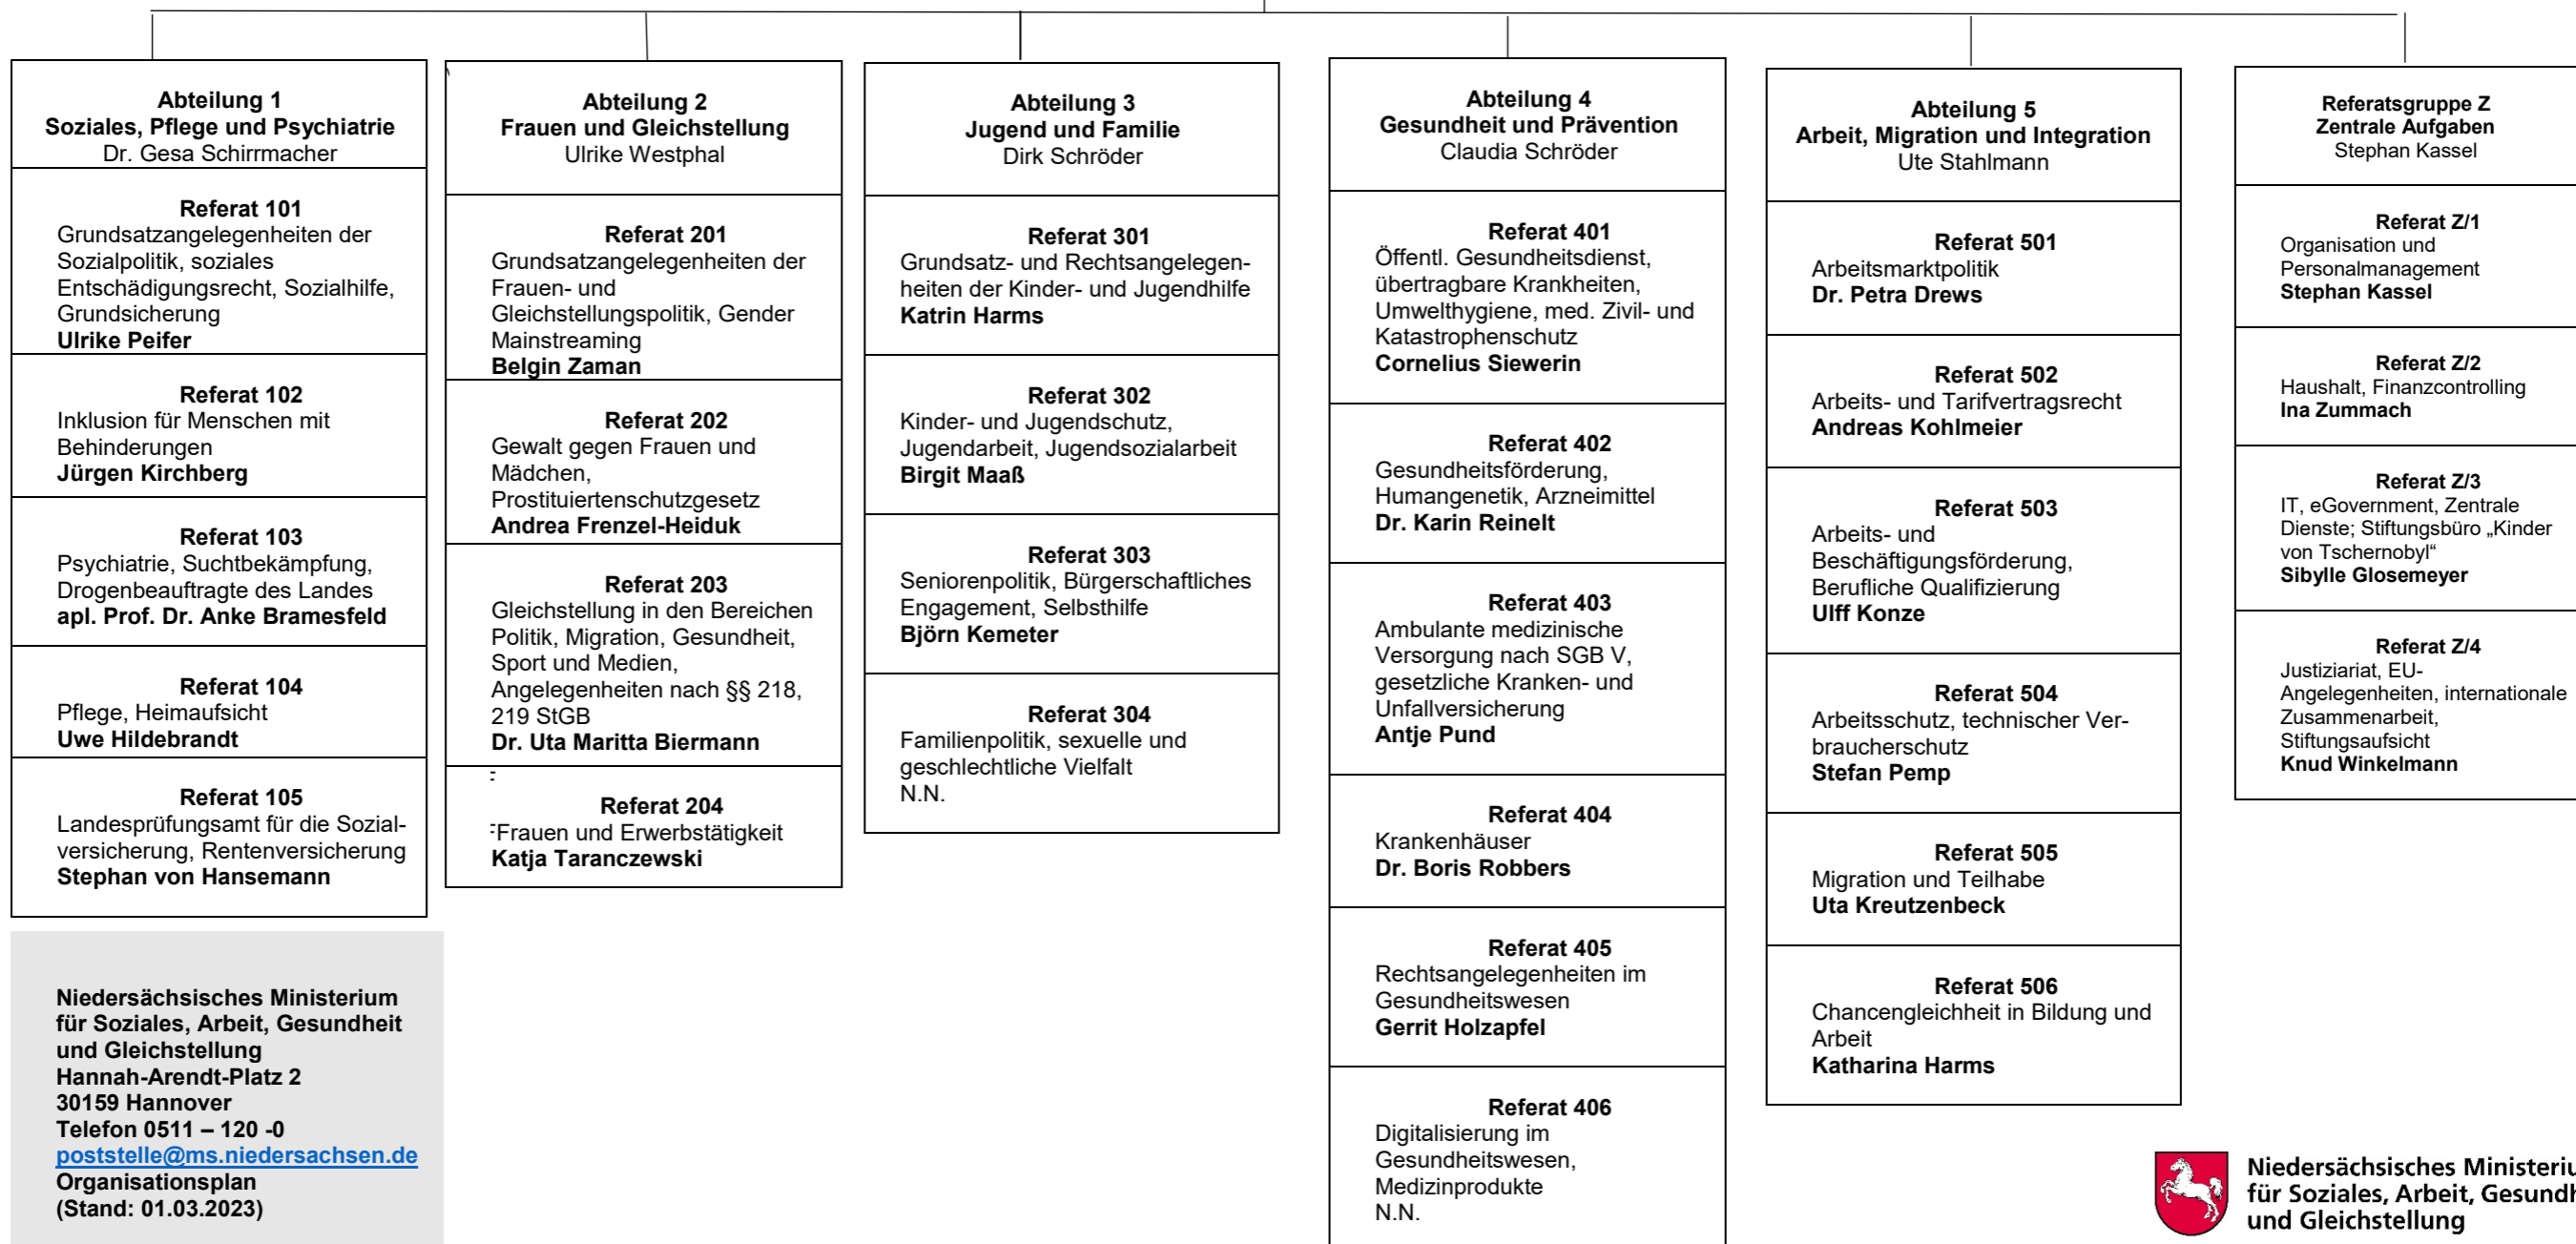 Abteilung 1
Soziales, Pflege und Psychiatrie
Dr. Gesa Schirrmacher
Referat 101
Grundsatzangelegenheiten der
Sozialpolitik, soziales
Entschädigungsrecht, Sozialhilfe,
Grundsicherung
Ulrike Peifer
Referat 102
Inklusion für Menschen mit
Behinderungen
Jürgen Kirchberg
Referat 103
Psychiatrie, Suchtbekämpfung,
Drogenbeauftragte des Landes
apl. Prof. Dr. Anke Bramesfeld
Referat 104
Pflege, Heimaufsicht
Uwe Hildebrandt
Referat 105
Landesprüfungsamt für die Sozial-
versicherung, Rentenversicherung
Stephan von Hansemann
Abteilung 2
Frauen und Gleichstellung
Ulrike Westphal
Referat 201
Grundsatzangelegenheiten der
Frauen- und
Gleichstellungspolitik, Gender
Mainstreaming
Belgin Zaman
Referat 202
Gewalt gegen Frauen und
Mädchen,
Prostituiertenschutzgesetz
Andrea Frenzel-Heiduk
Referat 203
Gleichstellung in den Bereichen
Politik, Migration, Gesundheit,
Sport und Medien,
Angelegenheiten nach §§ 218,
219 StGB
Dr. Uta Maritta Biermann
Referat 204
Frauen und Erwerbstätigkeit
Katja Taranczewski
Abteilung 3
Jugend und Familie
Dirk Schröder
Referat 301
Grundsatz- und Rechtsangelegen-
heiten der Kinder- und Jugendhilfe
Katrin Harms
Referat 302
Kinder- und Jugendschutz,
Jugendarbeit, Jugendsozialarbeit
Birgit Maaß
Referat 303
Seniorenpolitik, Bürgerschaftliches
Engagement, Selbsthilfe
Björn Kemeter
Referat 304
Familienpolitik, sexuelle und
geschlechtliche Vielfalt
N.N.
Abteilung 4
Gesundheit und Prävention
Claudia Schröder
Referat 401
Öffentl. Gesundheitsdienst,
übertragbare Krankheiten,
Umwelthygiene, med. Zivil- und
Katastrophenschutz
Cornelius Siewerin
Referat 402
Gesundheitsförderung,
Humangenetik, Arzneimittel
Dr. Karin Reinelt
Referat 403
Ambulante medizinische
Versorgung nach SGB V,
gesetzliche Kranken- und
Unfallversicherung
Antje Pund
Referat 404
Krankenhäuser
Dr. Boris Robbers
Referat 405
Rechtsangelegenheiten im
Gesundheitswesen
Gerrit Holzapfel
Referat 406
Digitalisierung im
Gesundheitswesen,
Medizinprodukte
N.N.
Abteilung 5
Arbeit, Migration und Integration
Ute Stahlmann
Referat 501
Arbeitsmarktpolitik
Dr. Petra Drews
Referat 502
Arbeits- und Tarifvertragsrecht
Andreas Kohlmeier
Referat 503
Arbeits- und
Beschäftigungsförderung,
Berufliche Qualifizierung
Ulff Konze
Referat 504
Arbeitsschutz, technischer Ver-
braucherschutz
Stefan Pemp
Referat 505
Migration und Teilhabe
Uta Kreutzenbeck
Referat 506
Chancengleichheit in Bildung und
Arbeit
Katharina Harms
Referatsgruppe Z
Zentrale Aufgaben
Stephan Kassel
Referat Z/1
Organisation und
Personalmanagement
Stephan Kassel
Referat Z/2
Haushalt, Finanzcontrolling
Ina Zummach
Referat Z/3
IT, eGovernment, Zentrale
Dienste; Stiftungsbüro „Kinder
von Tschernobyl“
Sibylle Glosemeyer
Referat Z/4
Justiziariat, EU-
Angelegenheiten, internationale
Zusammenarbeit,
Stiftungsaufsicht
Knud Winkelmann
Niedersächsisches Ministerium
für Soziales, Arbeit, Gesundheit
und Gleichstellung
Hannah-Arendt-Platz 2
30159 Hannover
Telefon 0511 – 120 -0
poststelle@ms.niedersachsen.de
Organisationsplan
(Stand: 01.03.2023)
Niedersächsisches Ministeriu
für Soziales, Arbeit, Gesundh
und Gleichstellung